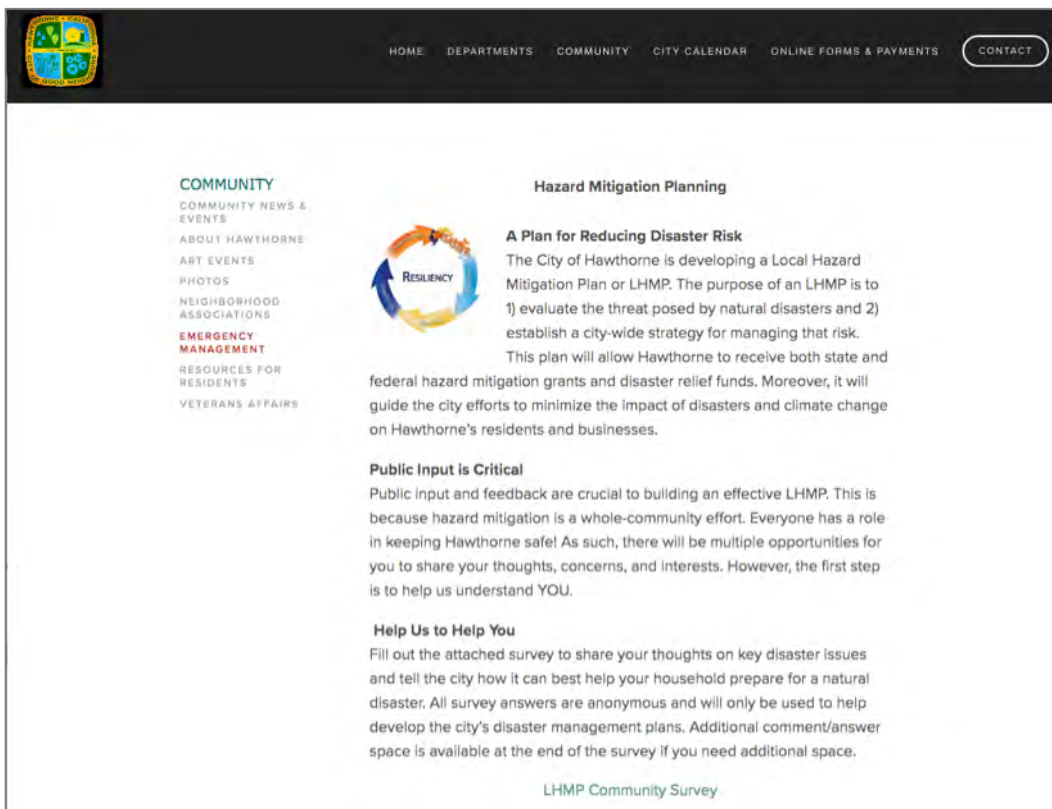 HAWTHORNE • CALIFORNIA
CITY OF GOOD NEIGHBORS
HOME DEPARTMENTS COMMUNITY CITY CALENDAR ONLINE FORMS & PAYMENTS CONTACT
COMMUNITY
COMMUNITY NEWS &
EVENTS
ABOUT HAWTHORNE
ART EVENTS
PHOTOS
NEIGHBORHOOD
ASSOCIATIONS
EMERGENCY
MANAGEMENT
RESOURCES FOR
RESIDENTS
VETERANS AFFAIRS
Hazard Mitigation Planning
RESILIENCY
A Plan for Reducing Disaster Risk
The City of Hawthorne is developing a Local Hazard
Mitigation Plan or LHMP. The purpose of an LHMP is to
1) evaluate the threat posed by natural disasters and 2)
establish a city-wide strategy for managing that risk.
This plan will allow Hawthorne to receive both state and
federal hazard mitigation grants and disaster relief funds. Moreover, it will
guide the city efforts to minimize the impact of disasters and climate change
on Hawthorne's residents and businesses.
Public Input is Critical
Public input and feedback are crucial to building an effective LHMP. This is
because hazard mitigation is a whole-community effort. Everyone has a role
in keeping Hawthorne safe! As such, there will be multiple opportunities for
you to share your thoughts, concerns, and interests. However, the first step
is to help us understand YOU.
Help Us to Help You
Fill out the attached survey to share your thoughts on key disaster issues
and tell the city how it can best help your household prepare for a natural
disaster. All survey answers are anonymous and will only be used to help
develop the city's disaster management plans. Additional comment/answer
space is available at the end of the survey if you need additional space.
LHMP Community Survey